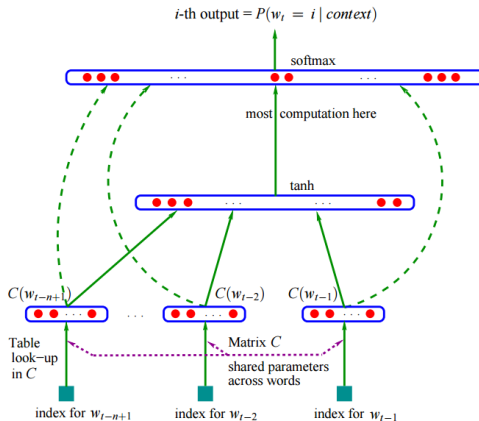 i-th output = P(w_t = i | context)
softmax
. . .
. . .
most computation here
tanh
. . .
. . .
C(w_{t-n+1})
C(w_{t-2})
C(w_{t-1})
. . .
. . .
. . .
. . .
Table
look-up
in C
Matrix C
shared parameters
across words
index for w_{t-n+1}
index for w_{t-2}
index for w_{t-1}